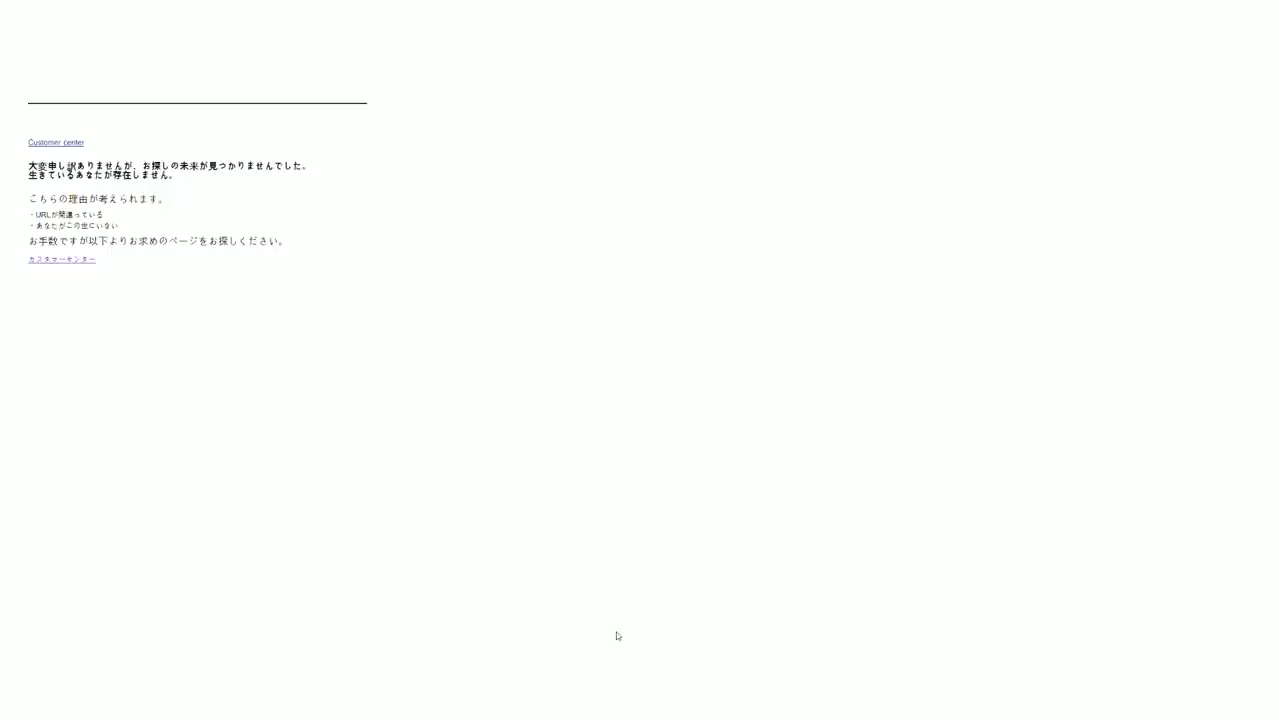 Customer center
大変申し訳ありませんが、お探しの未来が見つかりませんでした。
生きているあなたが存在しません。
こちらの理由が考えられます。
・URLが間違っている
・あなたがこの世にいない
お手数ですが以下よりお求めのページをお探しください。
カスタマーセンター